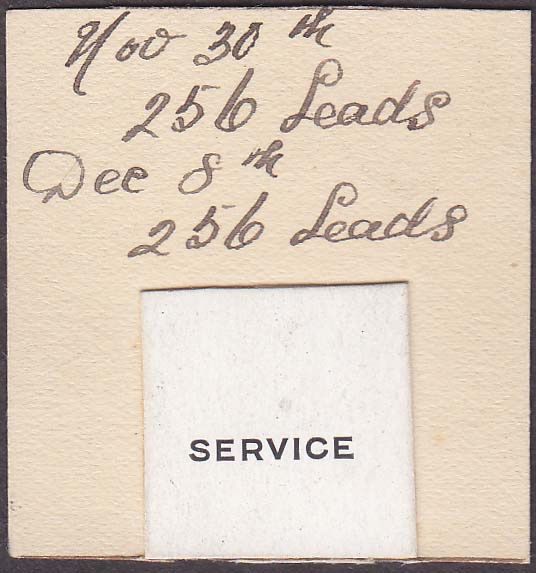 Nov 30th
256 Leads
Dec 8th
256 Leads
SERVICE